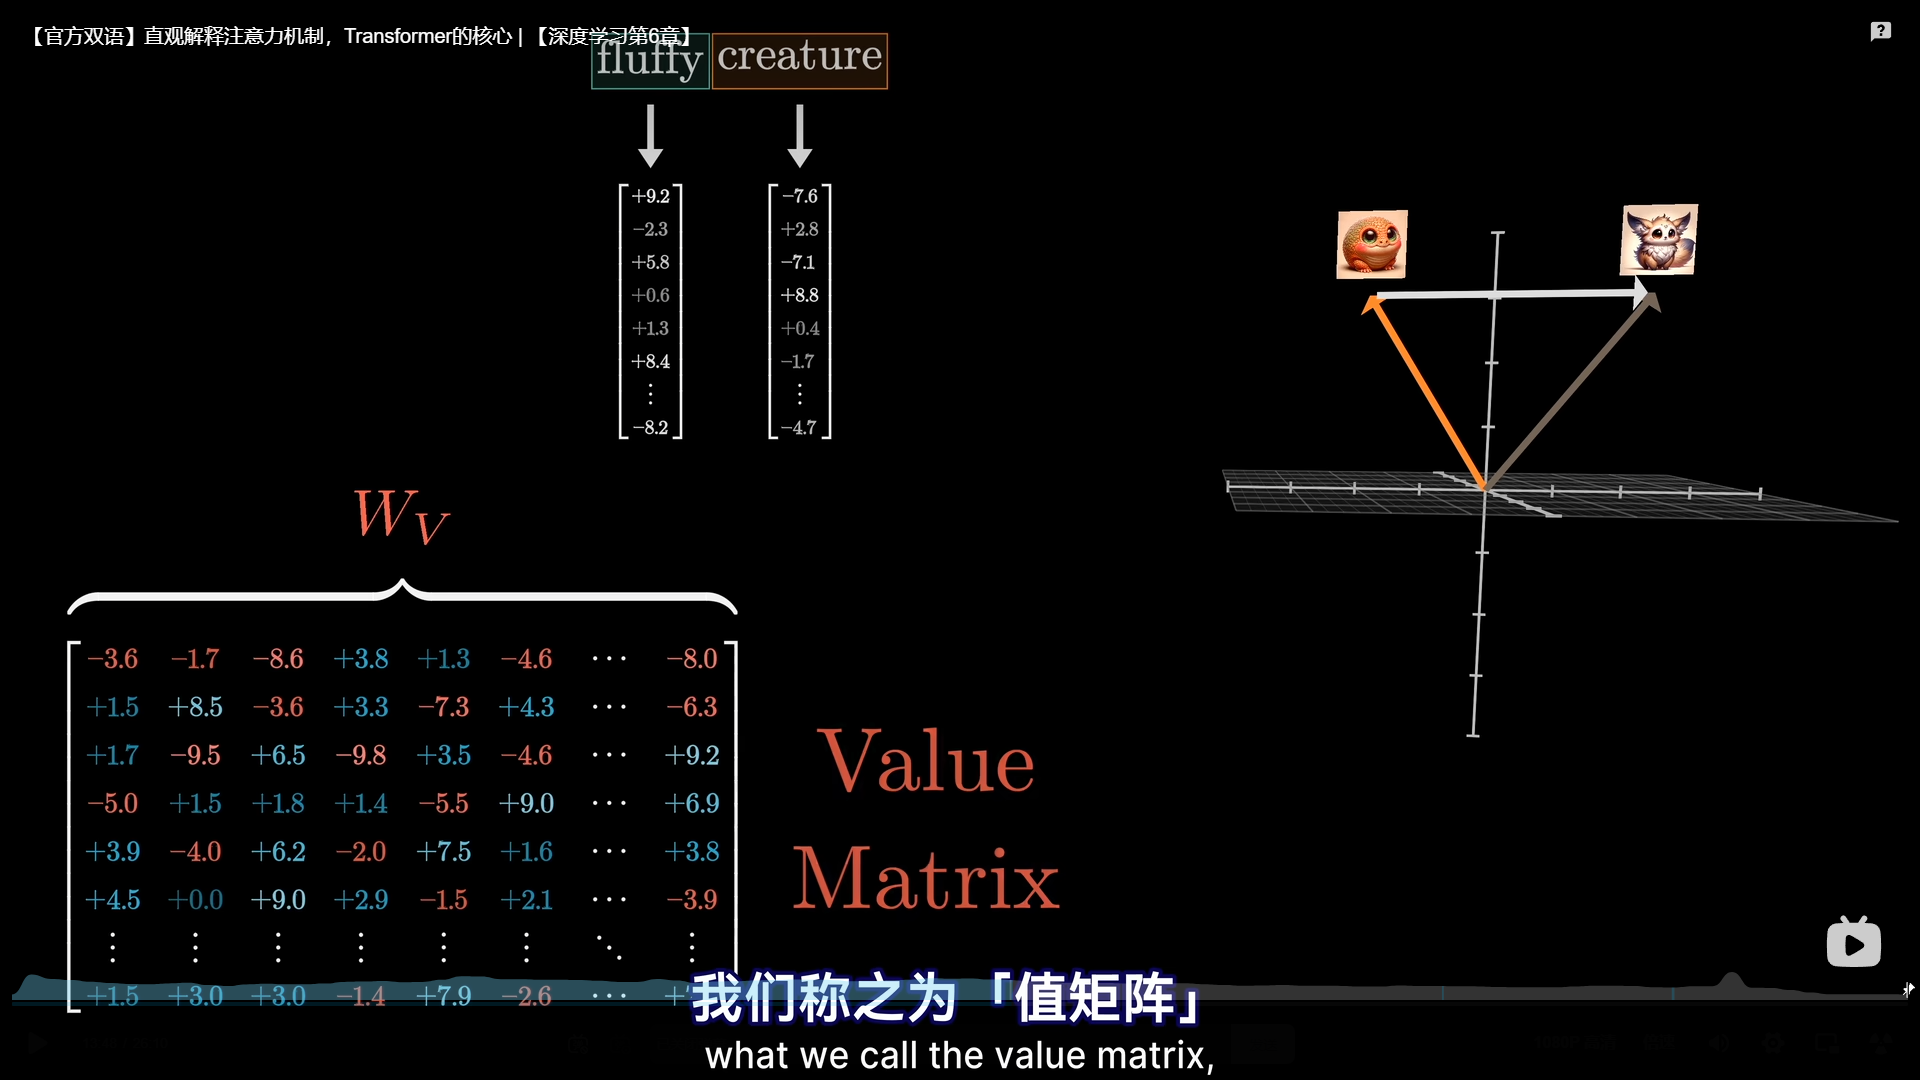 【官方双语】直观解释注意力机制，Transformer的核心 | 【深度学习第6章】
fluffy creature
+9.2 −7.6
−2.3 +2.8
+5.8 −7.1
+0.6 +8.8
+1.3 +0.4
+8.4 −1.7
⋮ ⋮
−8.2 −4.7
W_V
−3.6 −1.7 −8.6 +3.8 +1.3 −4.6 ⋯ −8.0
+1.5 +8.5 −3.6 +3.3 −7.3 +4.3 ⋯ −6.3
+1.7 −9.5 +6.5 −9.8 +3.5 −4.6 ⋯ +9.2
−5.0 +1.5 +1.8 +1.4 −5.5 +9.0 ⋯ +6.9
+3.9 −4.0 +6.2 −2.0 +7.5 +1.6 ⋯ +3.8
+4.5 +0.0 +9.0 +2.9 −1.5 +2.1 ⋯ −3.9
⋮ ⋮ ⋮ ⋮ ⋮ ⋮ ⋱ ⋮
+1.5 +3.0 +3.0 −1.4 +7.9 −2.6 ⋯
Value
Matrix
我们称之为「值矩阵」
what we call the value matrix,